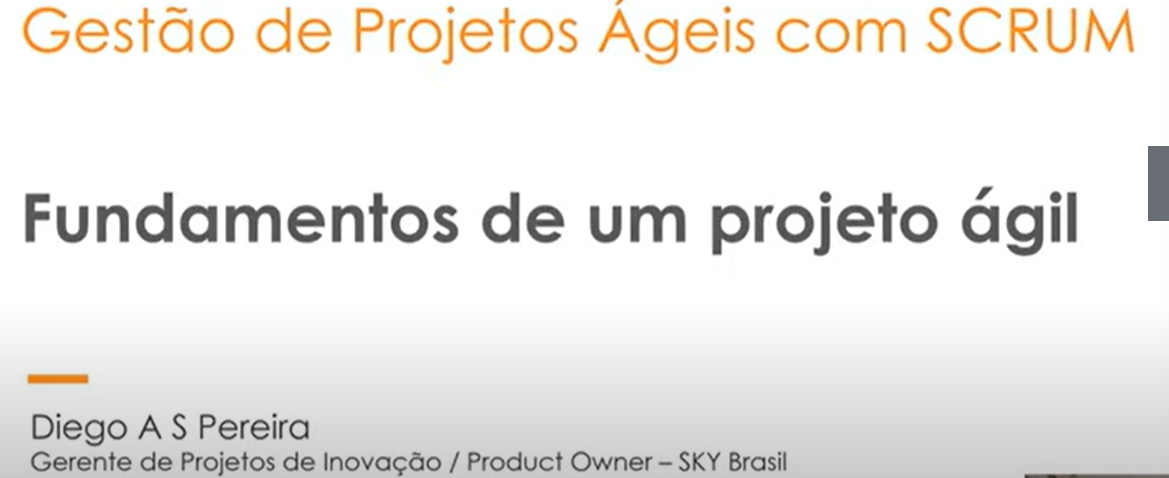 Gestão de Projetos Ágeis com SCRUM
Fundamentos de um projeto ágil
Diego A S Pereira
Gerente de Projetos de Inovação / Product Owner – SKY Brasil